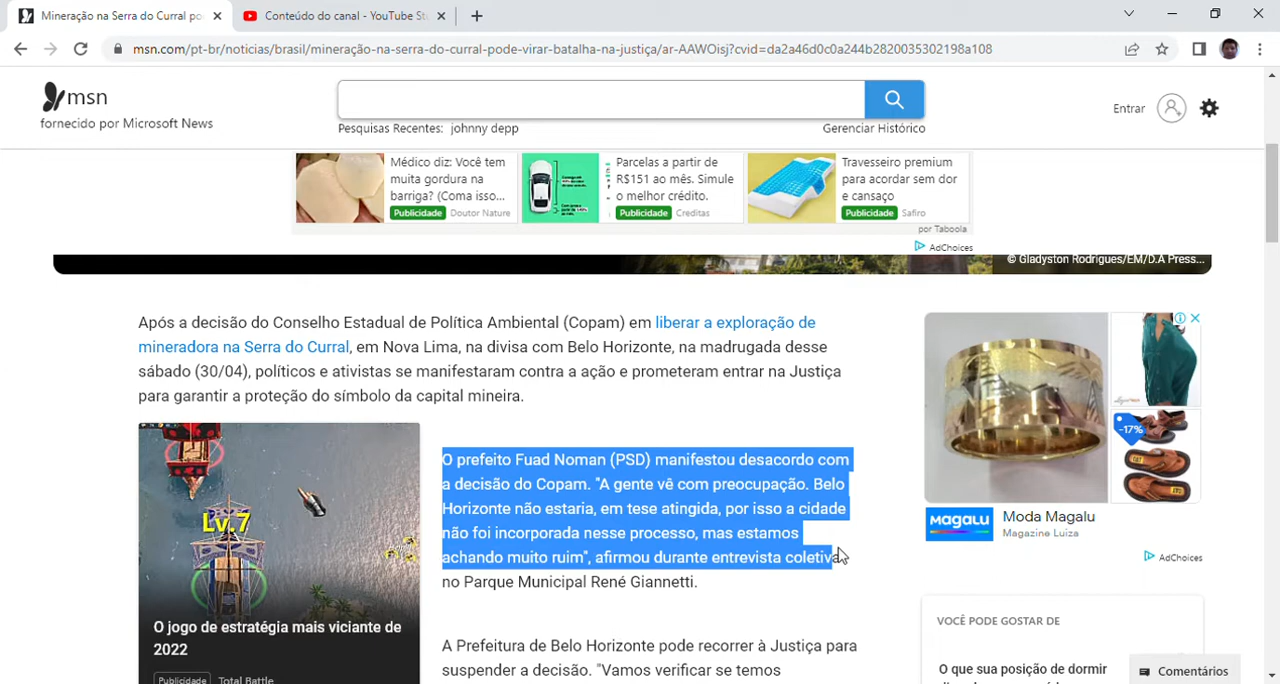 Mineração na Serra do Curral po
Conteúdo do canal - YouTube St
msn.com/pt-br/noticias/brasil/mineração-na-serra-do-curral-pode-virar-batalha-na-justiça/ar-AAWOisj?cvid=da2a46d0c0a244b2820035302198a108
msn
fornecido por Microsoft News
Pesquisas Recentes: johnny depp
Gerenciar Histórico
Entrar
Médico diz: Você tem
muita gordura na
barriga? (Coma isso...
Publicidade Doutor Nature
Parcelas a partir de
R$151 ao mês. Simule
o melhor crédito.
Publicidade Creditas
Travesseiro premium
para acordar sem dor
e cansaço
Publicidade Safiro
por Taboola
AdChoices
© Gladyston Rodrigues/EM/D.A Press...
Após a decisão do Conselho Estadual de Política Ambiental (Copam) em liberar a exploração de
mineradora na Serra do Curral, em Nova Lima, na divisa com Belo Horizonte, na madrugada desse
sábado (30/04), políticos e ativistas se manifestaram contra a ação e prometeram entrar na Justiça
para garantir a proteção do símbolo da capital mineira.
Lv.7
O jogo de estratégia mais viciante de
2022
Publicidade Total Battle
O prefeito Fuad Noman (PSD) manifestou desacordo com
a decisão do Copam. "A gente vê com preocupação. Belo
Horizonte não estaria, em tese atingida, por isso a cidade
não foi incorporada nesse processo, mas estamos
achando muito ruim", afirmou durante entrevista coletiva
no Parque Municipal René Giannetti.
A Prefeitura de Belo Horizonte pode recorrer à Justiça para
suspender a decisão. "Vamos verificar se temos
-17%
MAGALU
Moda Magalu
Magazine Luiza
AdChoices
VOCÊ PODE GOSTAR DE
O que sua posição de dormir
Comentários